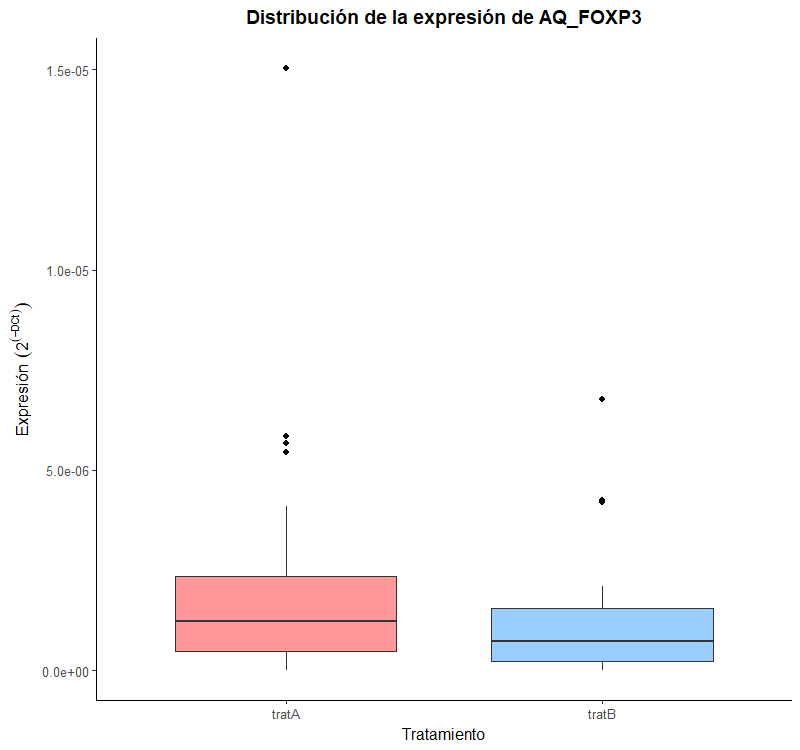 Distribución de la expresión de AQ_FOXP3
1.5e-05
1.0e-05
5.0e-06
0.0e+00
Expresión (2^(−DCt))
tratA tratB
Tratamiento